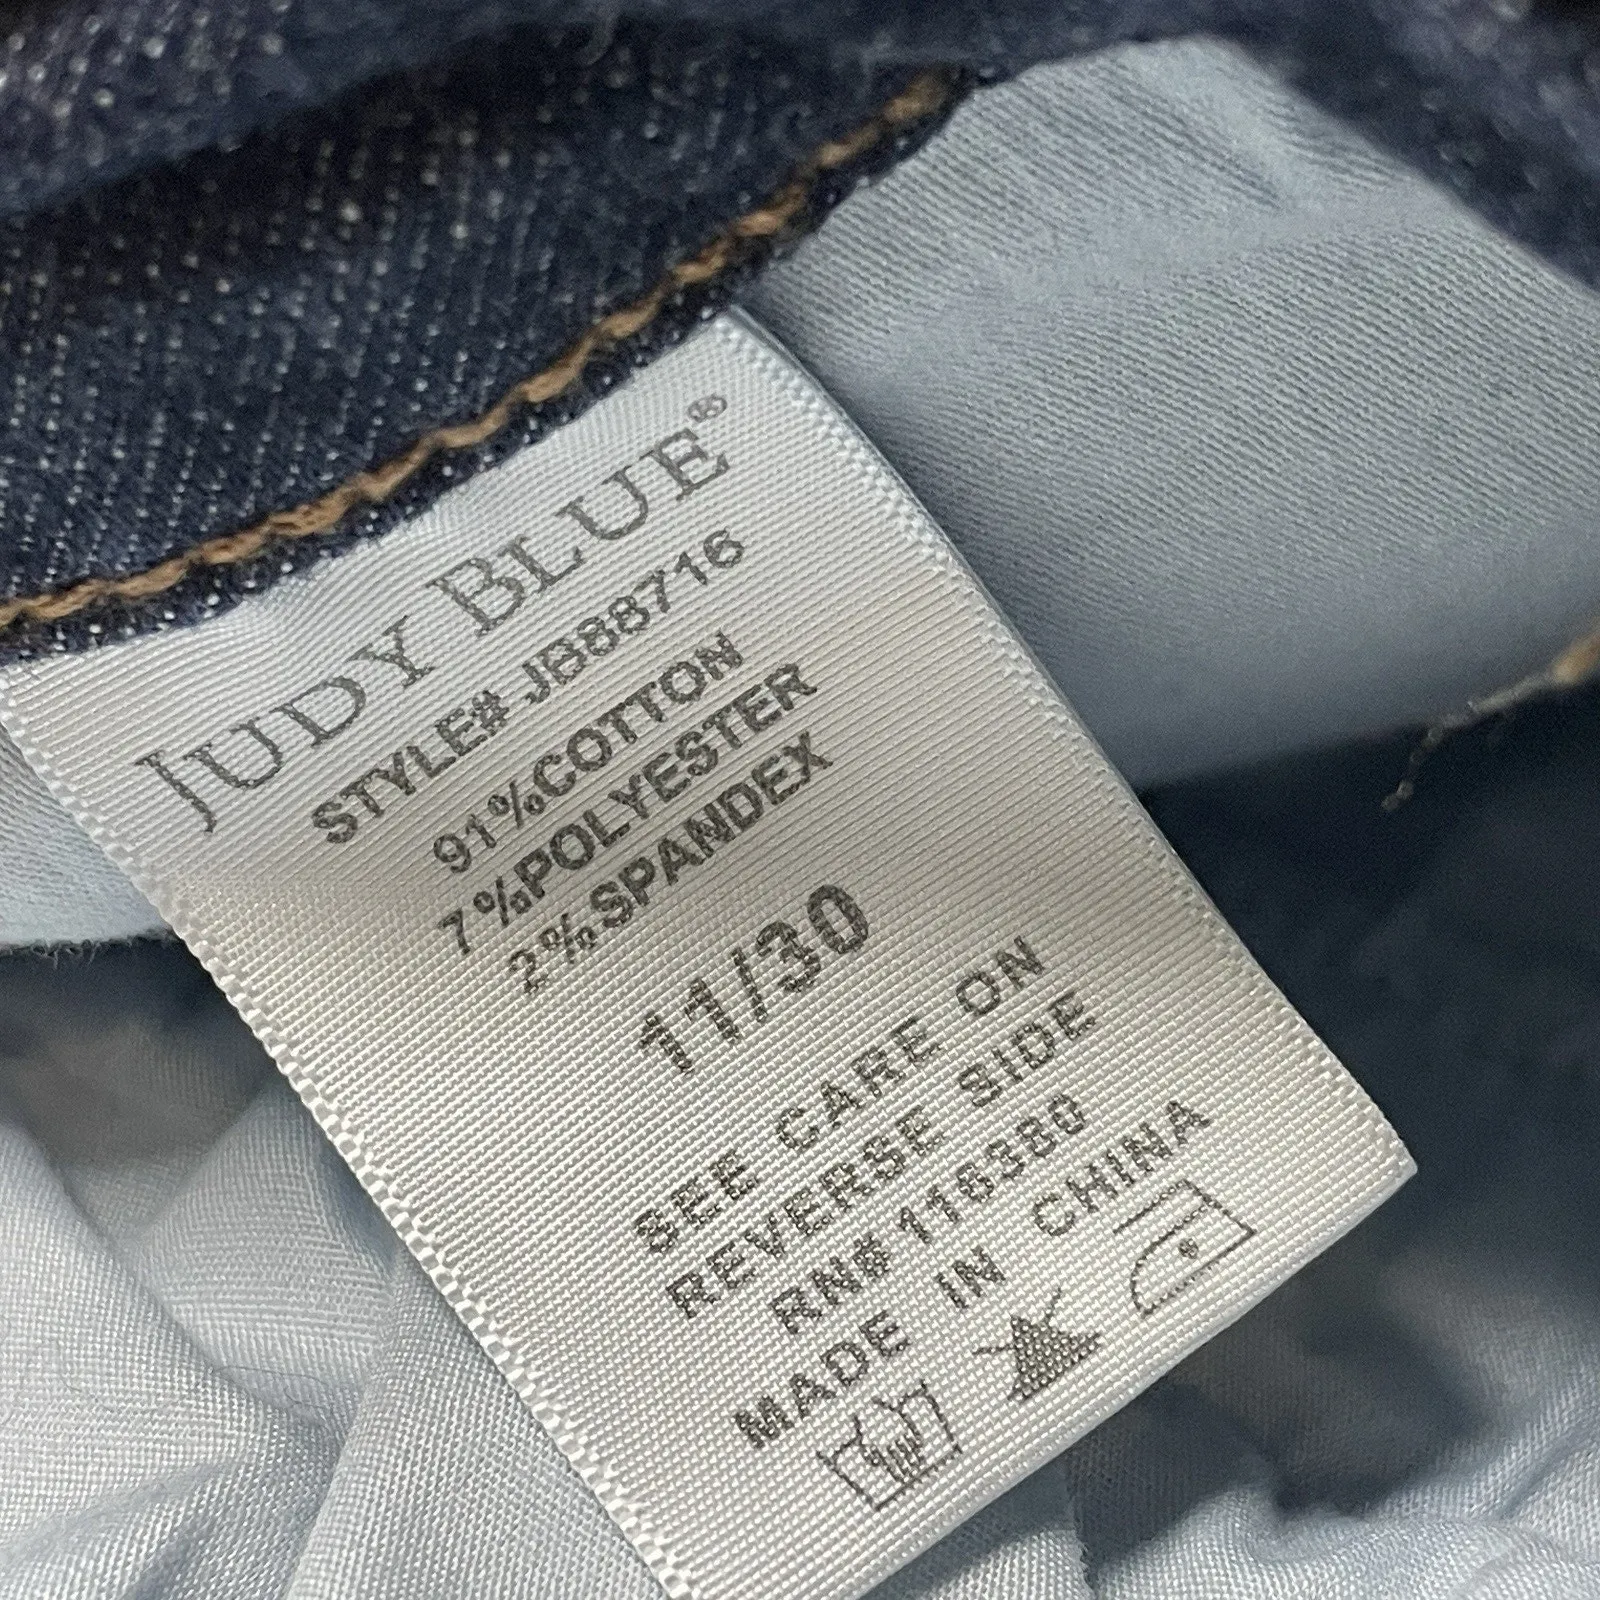 JUDY BLUE®
STYLE# JB88716
91%COTTON
7%POLYESTER
2%SPANDEX
11/30
SEE CARE ON
REVERSE SIDE
RN# 116380
MADE IN CHINA